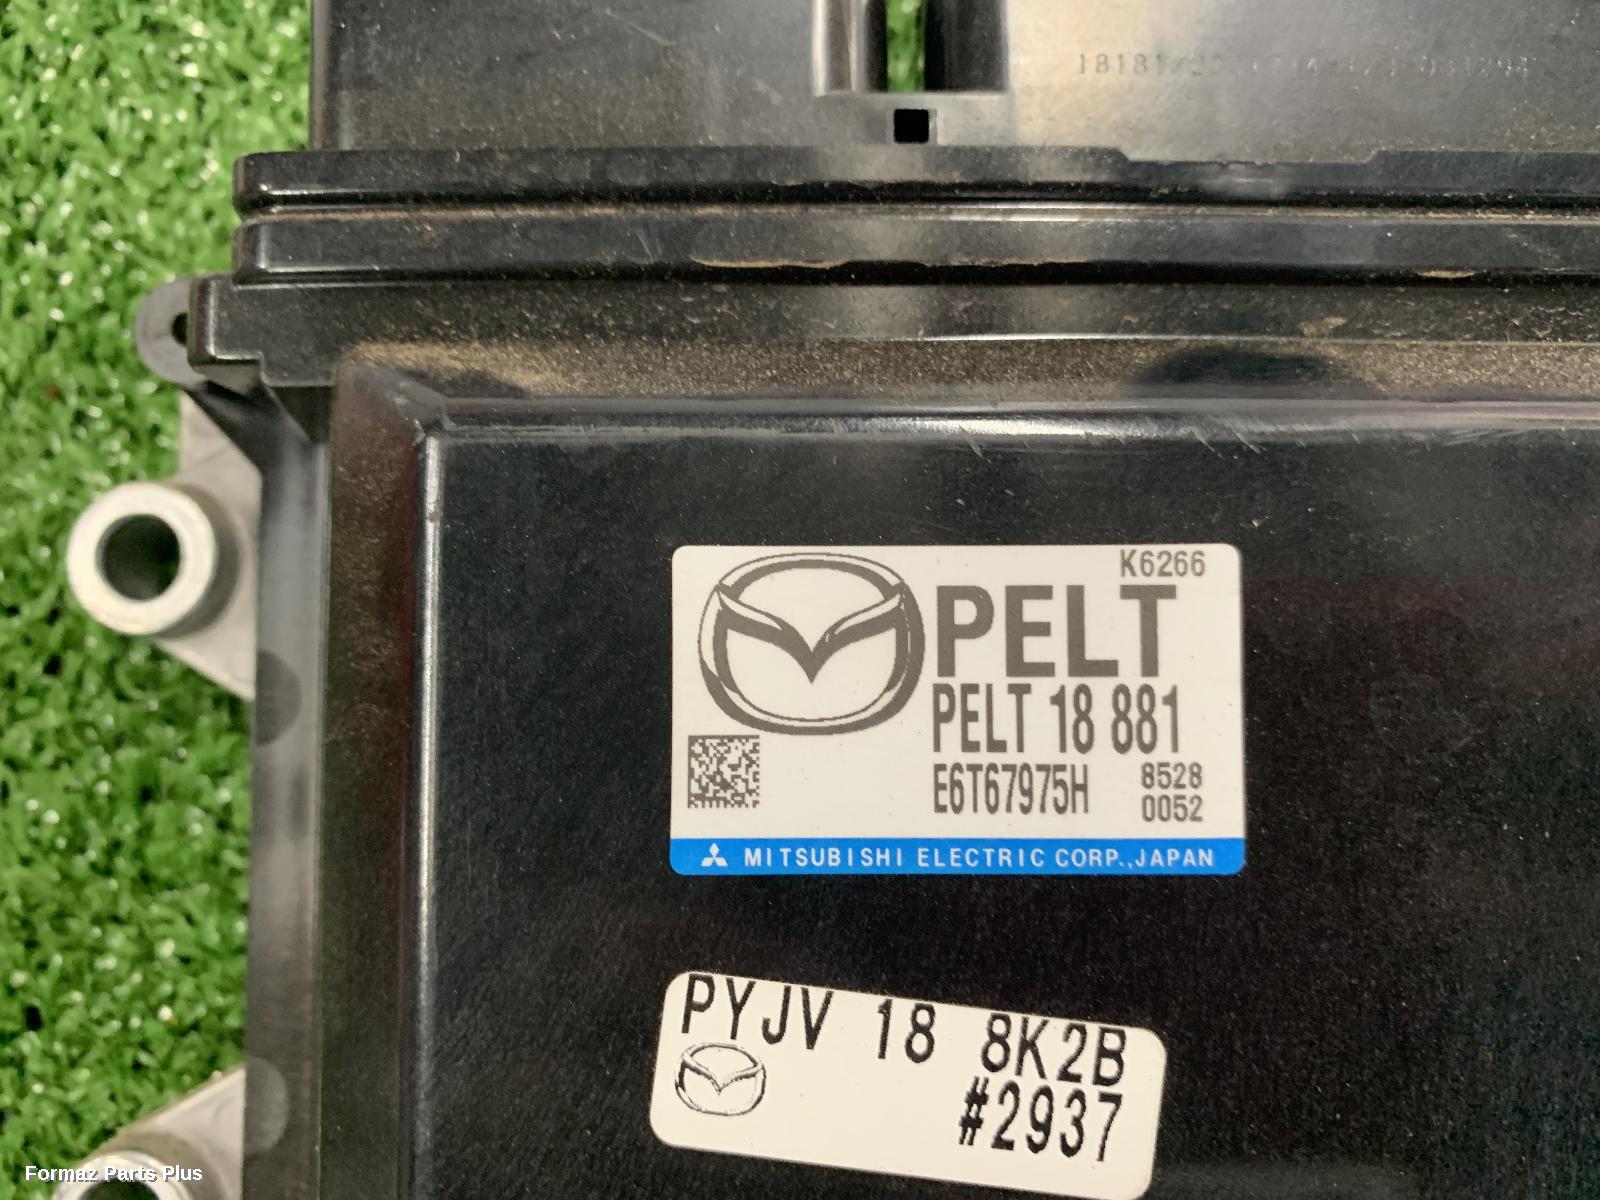 K6266
PELT
PELT 18 881
E6T67975H 8528
0052
MITSUBISHI ELECTRIC CORP.,JAPAN
PYJV 18 8K2B
#2937
Formaz Parts Plus